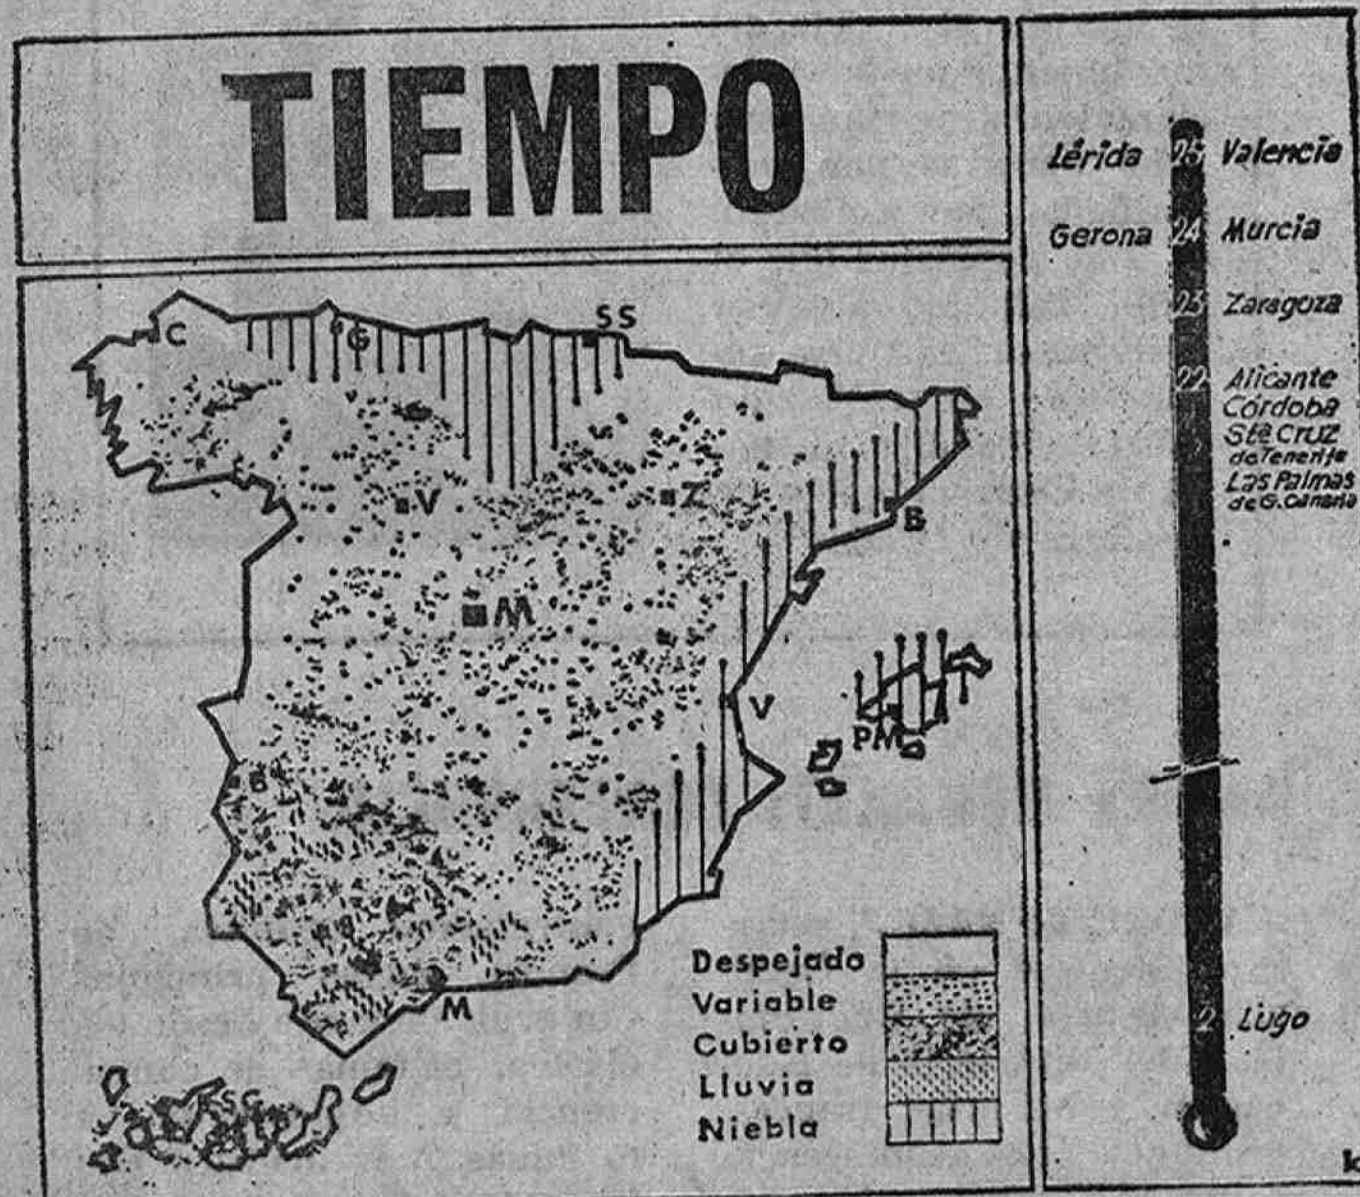 TIEMPO
C
G
SS
V
Z
B
M
V
PM
B
M
SC
Despejado
Variable
Cubierto
Lluvia
Niebla
Lérida 25 Valencia
Gerona 24 Murcia
23 Zaragoza
22 Alicante
Córdoba
Sta Cruz
de Tenerife
Las Palmas
de G. Canaria
2 Lugo